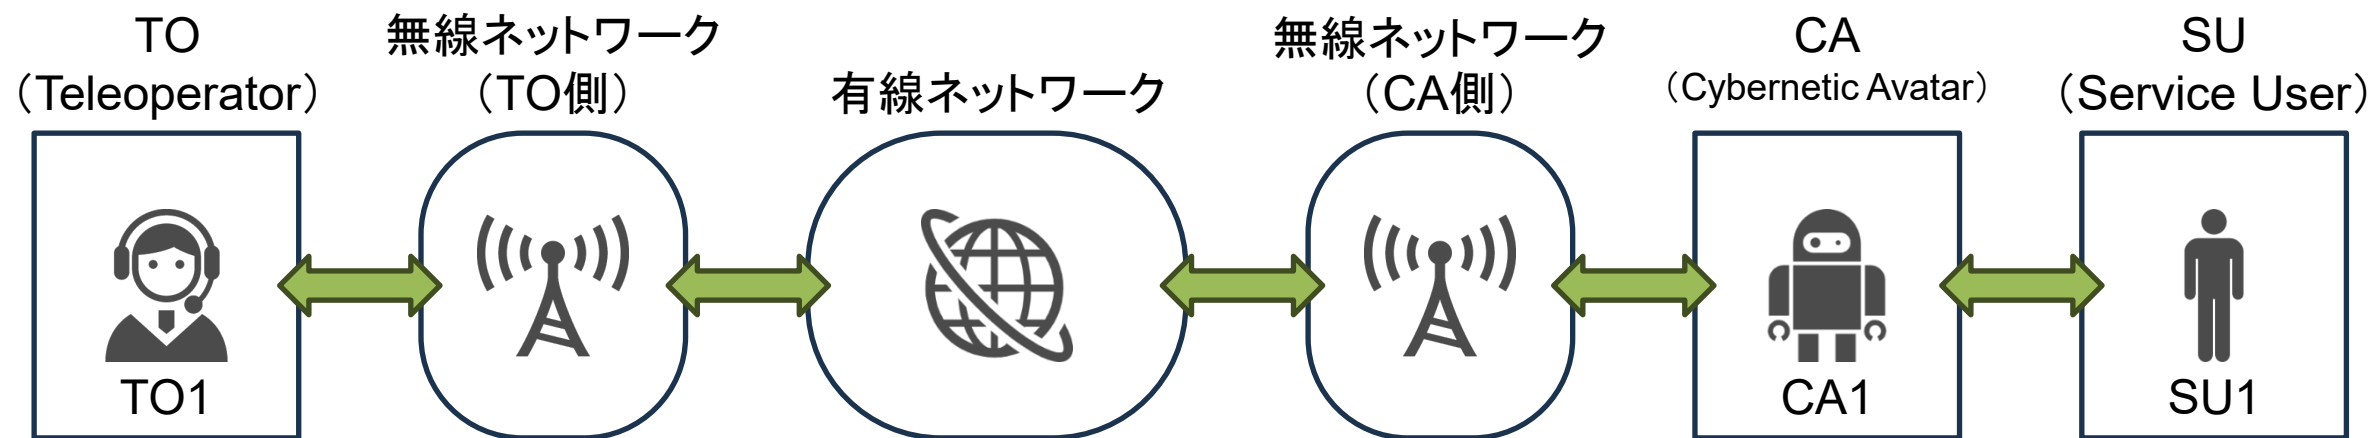 TO
（Teleoperator）
無線ネットワーク
（TO側）
有線ネットワーク
無線ネットワーク
（CA側）
CA
（Cybernetic Avatar）
SU
（Service User）
TO1
CA1
SU1